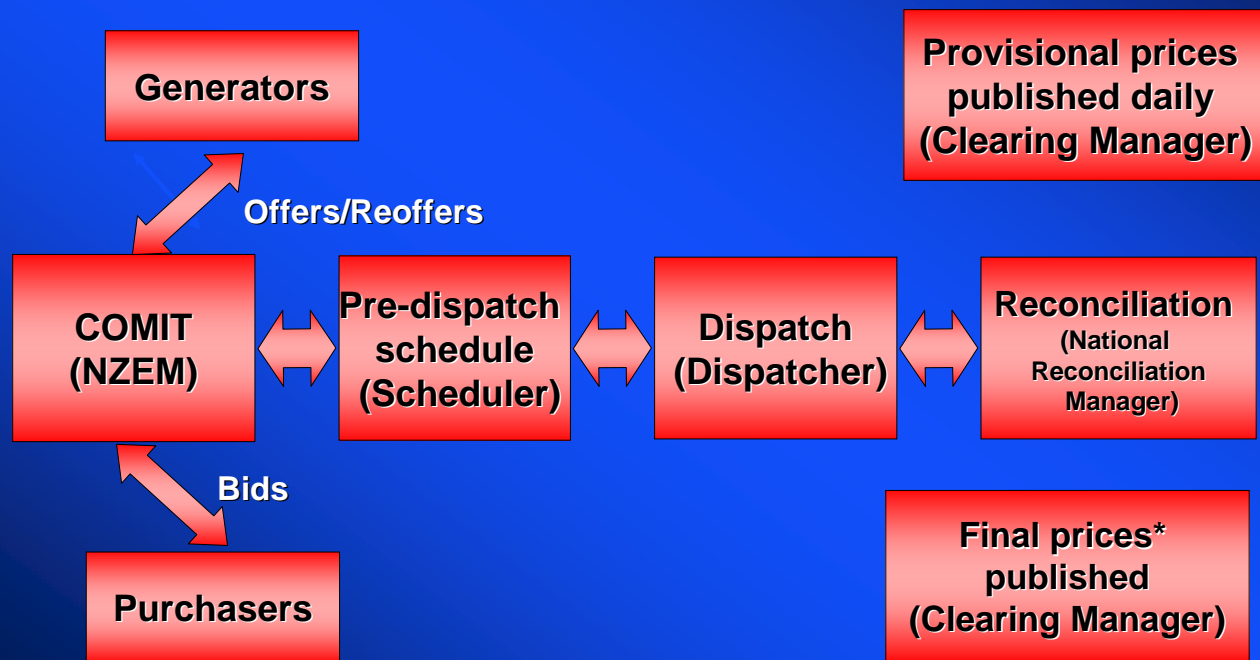 Generators
Provisional prices
published daily
(Clearing Manager)
Offers/Reoffers
COMIT
(NZEM)
Pre-dispatch
schedule
(Scheduler)
Dispatch
(Dispatcher)
Reconciliation
(National
Reconciliation
Manager)
Bids
Purchasers
Final prices*
published
(Clearing Manager)